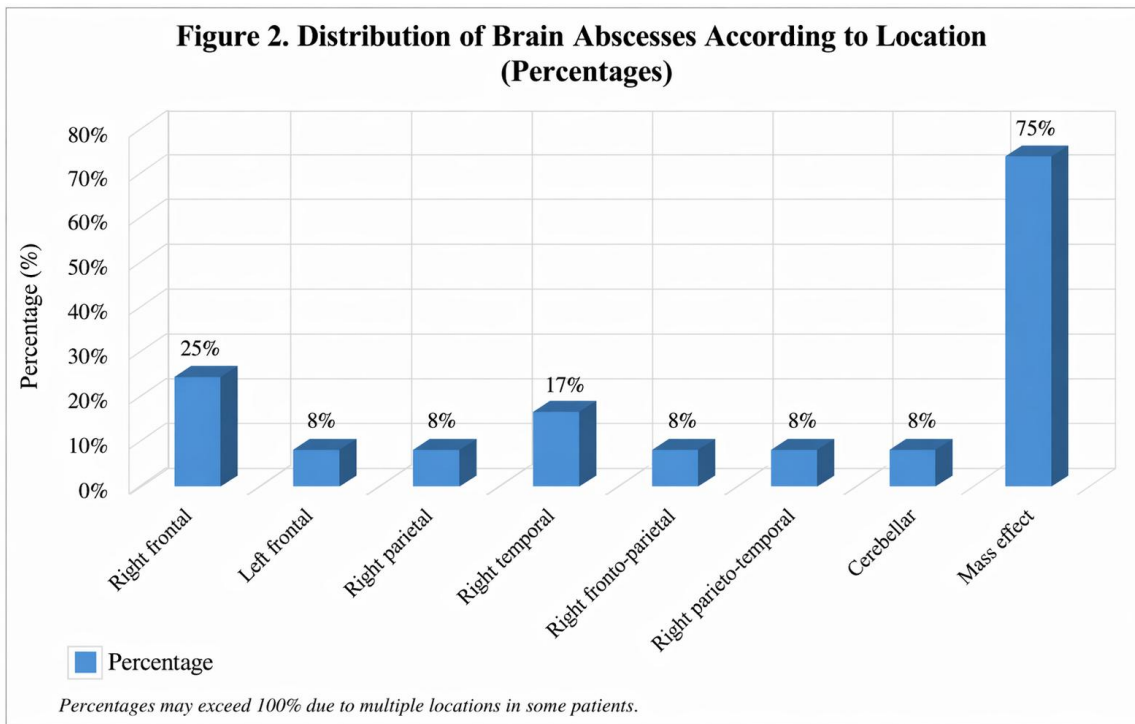 Figure 2. Distribution of Brain Abscesses According to Location
(Percentages)
Percentage (%)
80%
70%
60%
50%
40%
30%
20%
10%
0%
25%
8%
8%
17%
8%
8%
8%
75%
Right frontal
Left frontal
Right parietal
Right temporal
Right fronto-parietal
Right parieto-temporal
Cerebellar
Mass effect
Percentage
Percentages may exceed 100% due to multiple locations in some patients.